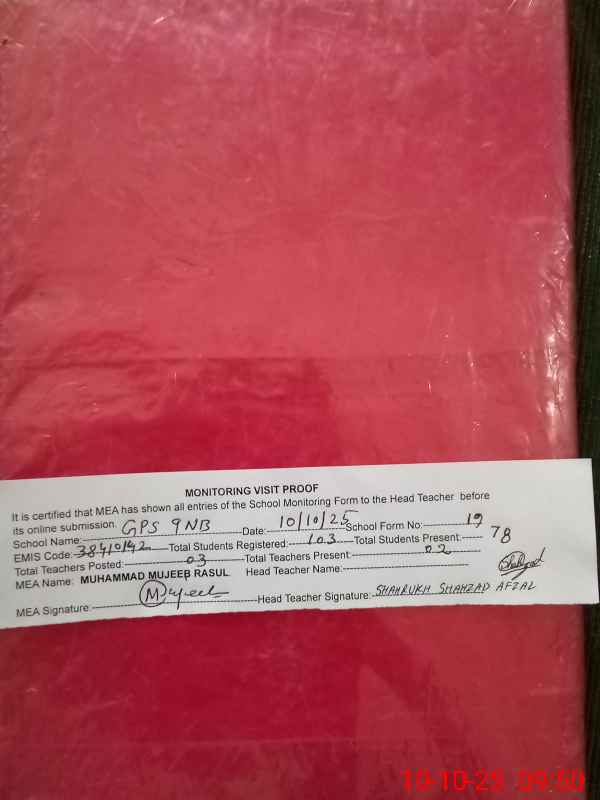 MONITORING VISIT PROOF
It is certified that MEA has shown all entries of the School Monitoring Form to the Head Teacher before
its online submission.
School Name: GPS 9NB Date: 10/10/25 School Form No: 19
EMIS Code: 38410142 Total Students Registered: 103 Total Students Present: 78
Total Teachers Posted: 03 Total Teachers Present: 02
MEA Name: MUHAMMAD MUJEEB RASUL Head Teacher Name:
MEA Signature: Mujeeb Head Teacher Signature: SHAHRUKH SHAHZAD AFZAL
10-10-25 09:50